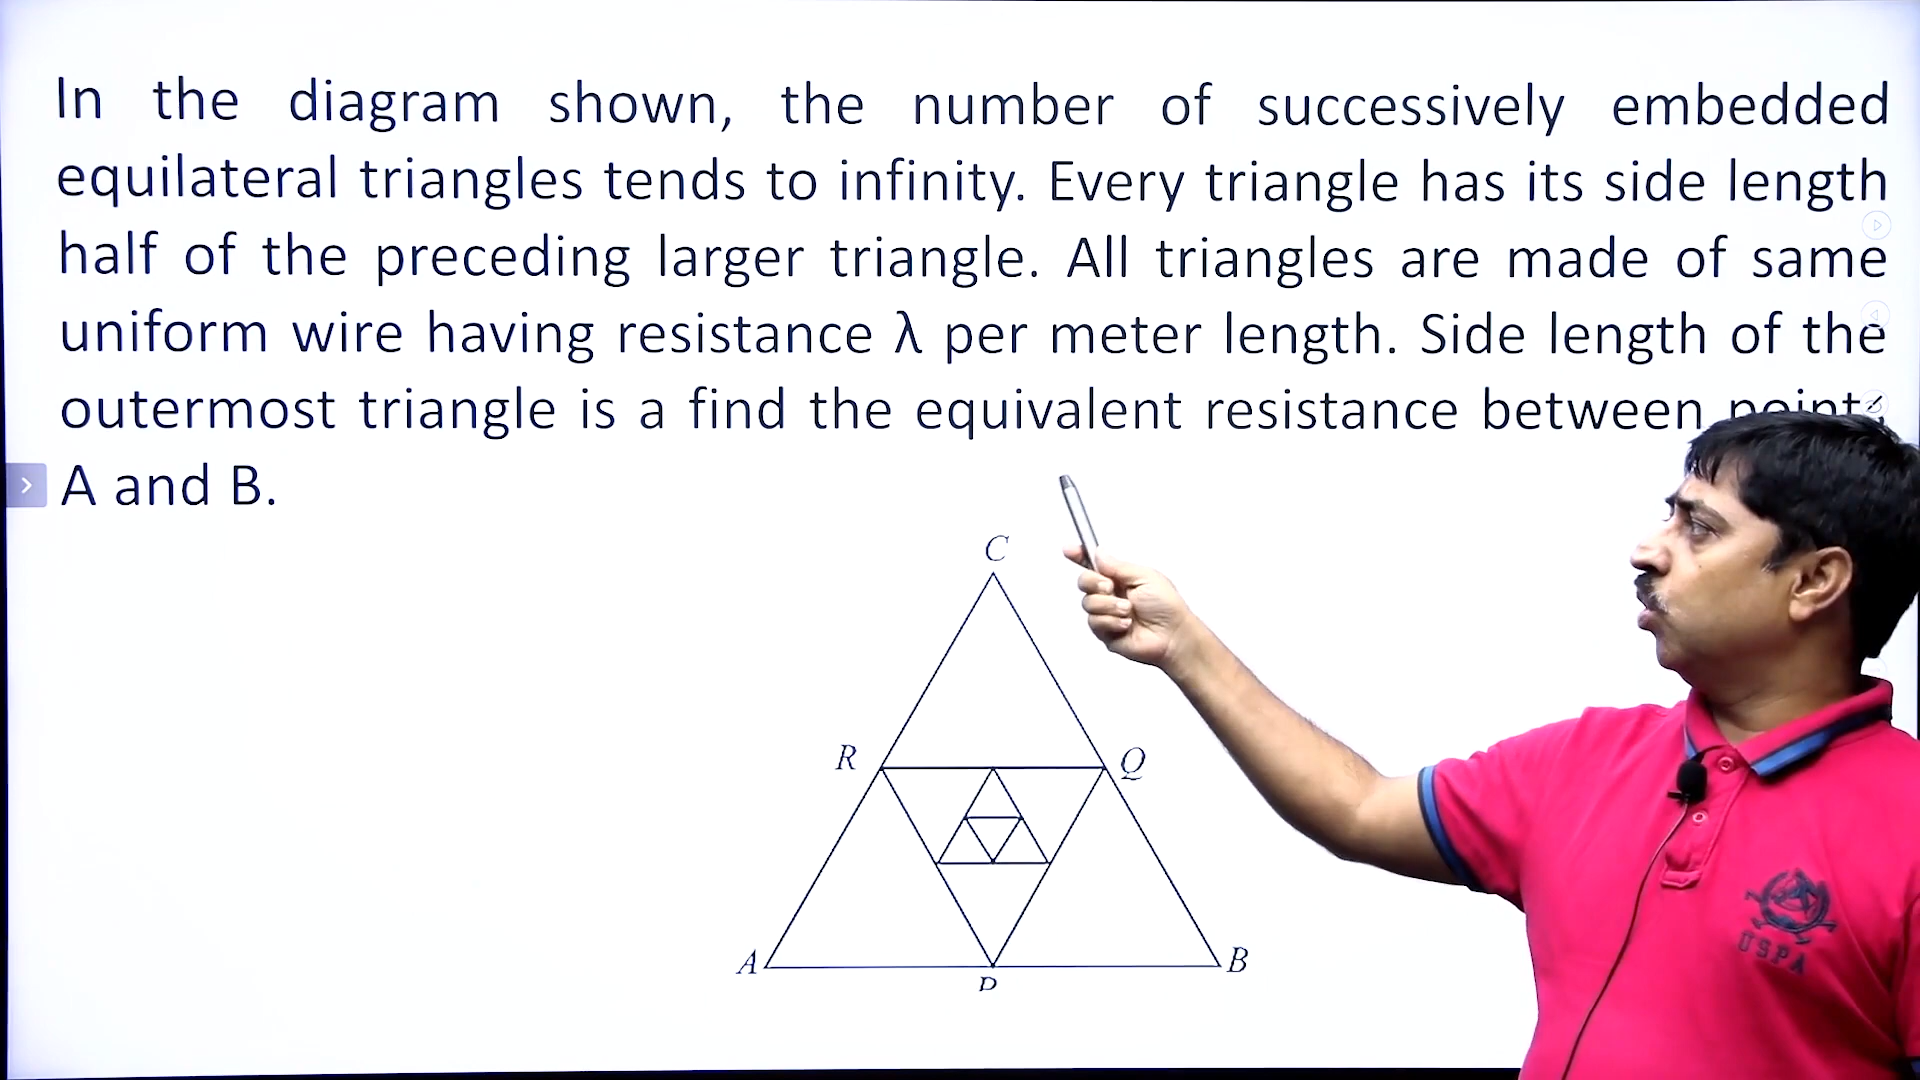 In the diagram shown, the number of successively embedded
equilateral triangles tends to infinity. Every triangle has its side length
half of the preceding larger triangle. All triangles are made of same
uniform wire having resistance λ per meter length. Side length of the
outermost triangle is a find the equivalent resistance between points
A and B.
C
R Q
A B
P
USPA